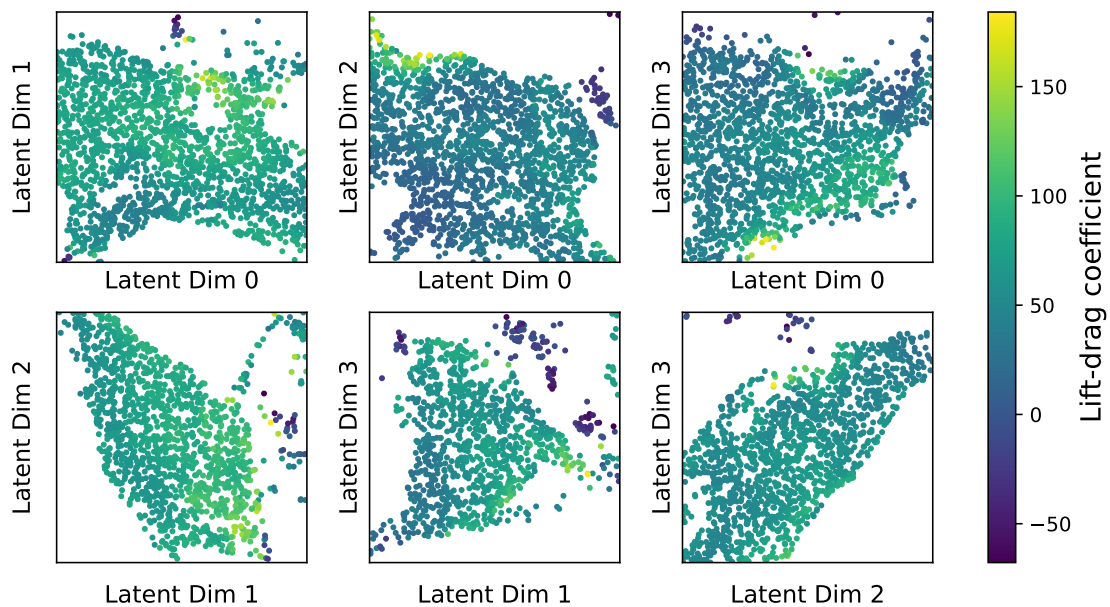 Latent Dim 1
Latent Dim 0
Latent Dim 2
Latent Dim 0
Latent Dim 3
Latent Dim 0
Latent Dim 2
Latent Dim 1
Latent Dim 3
Latent Dim 1
Latent Dim 3
Latent Dim 2
150
100
50
0
−50
Lift-drag coefficient